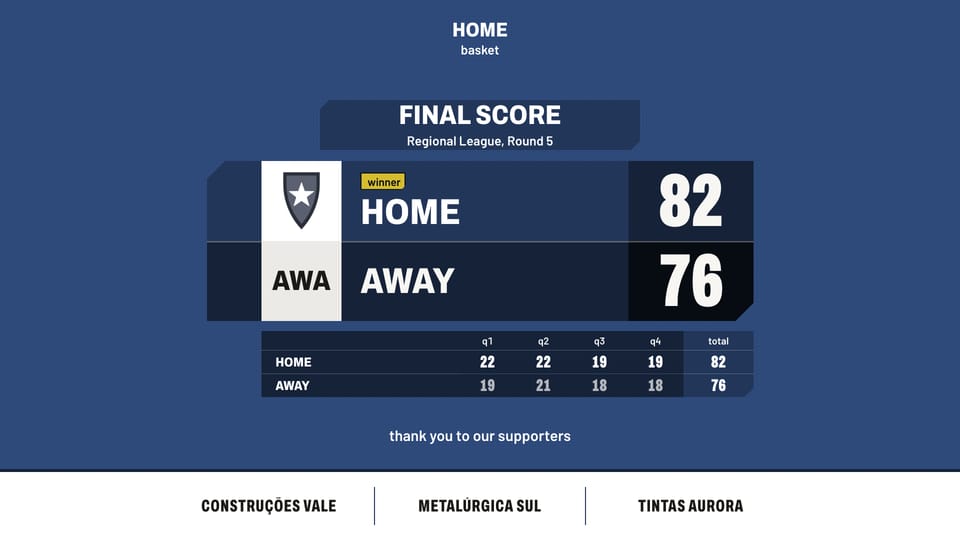 HOME
basket
FINAL SCORE
Regional League, Round 5
winner
HOME 82
AWA AWAY 76
q1 q2 q3 q4 total
HOME 22 22 19 19 82
AWAY 19 21 18 18 76
thank you to our supporters
CONSTRUÇÕES VALE METALÚRGICA SUL TINTAS AURORA